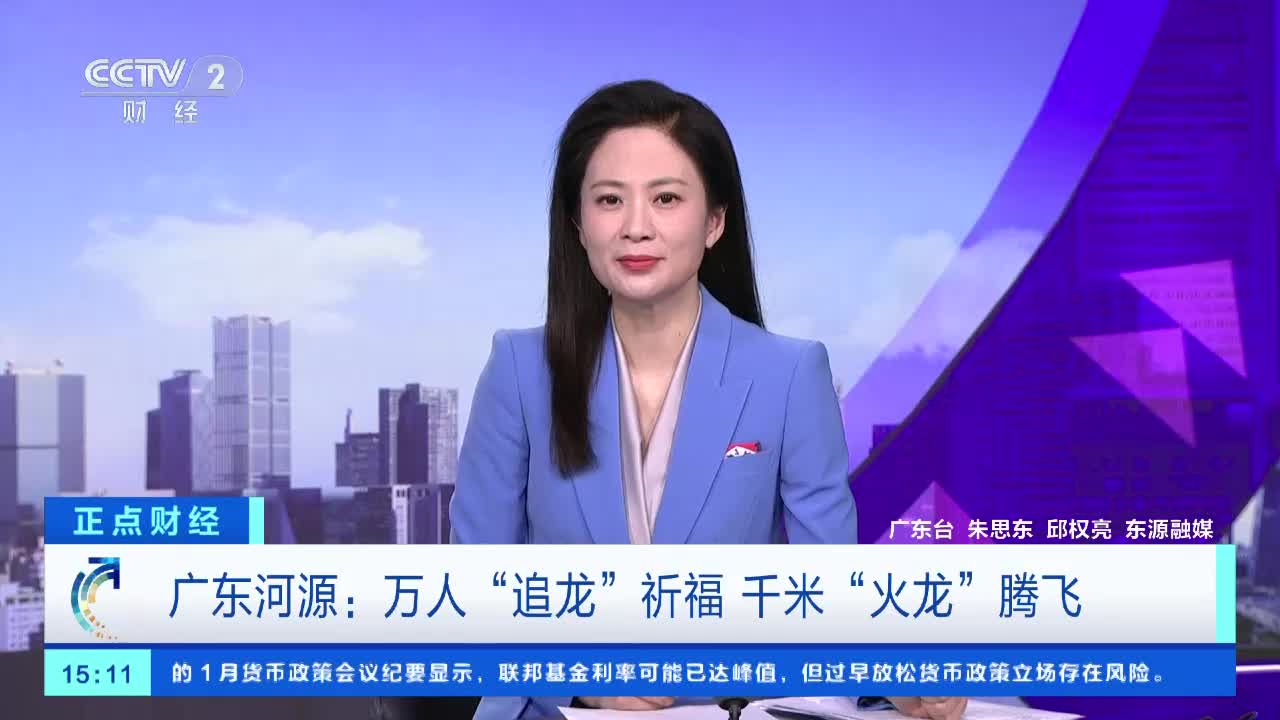 CCTV 2
财 经
正点财经
广东台 朱思东 邱权亮 东源融媒
广东河源：万人“追龙”祈福 千米“火龙”腾飞
15:11 的1月货币政策会议纪要显示，联邦基金利率可能已达峰值，但过早放松货币政策立场存在风险。